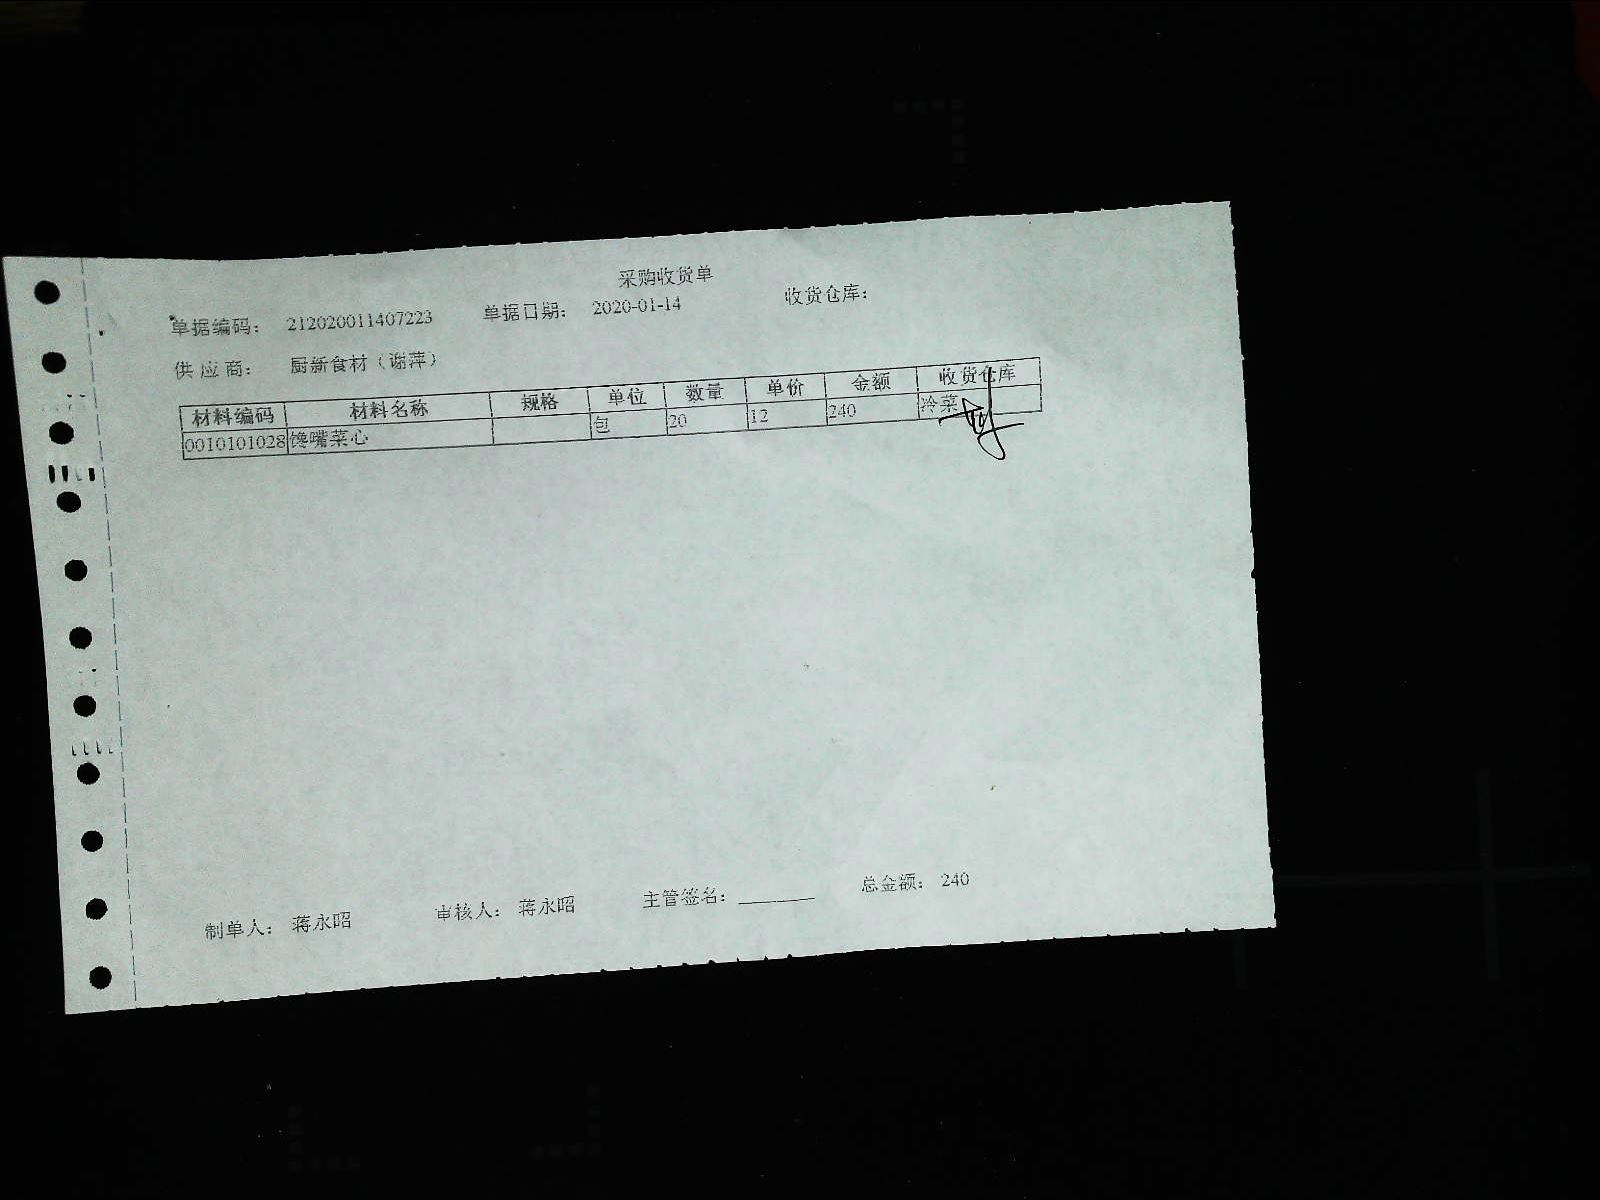 采购收货单
单据编码： 212020011407223 单据日期： 2020-01-14 收货仓库：
供应商： 厨新食材（谢萍）
材料编码 材料名称 规格 单位 数量 单价 金额 收货仓库
0010101028 馋嘴菜心 包 20 12 240 冷菜
制单人： 蒋永昭 审核人： 蒋永昭 主管签名： 总金额： 240